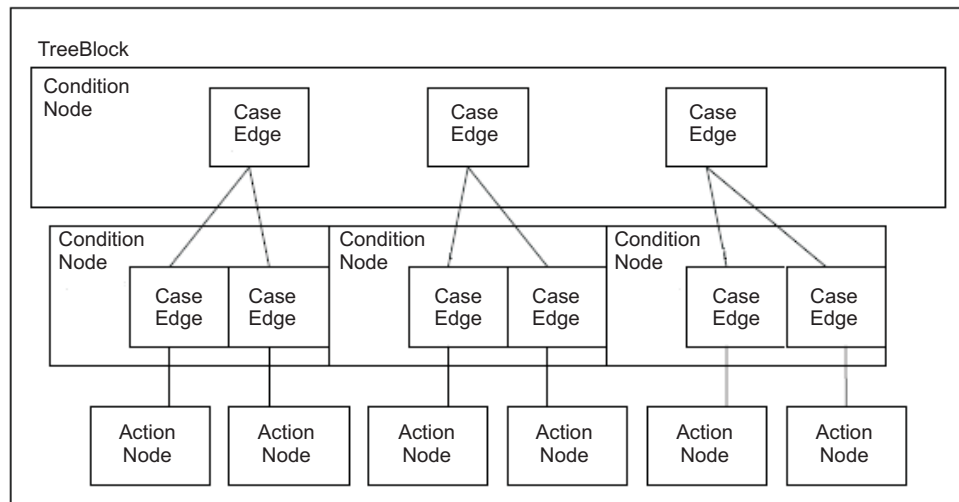 TreeBlock
Condition
Node
Case
Edge
Case
Edge
Case
Edge
Condition
Node
Case
Edge
Case
Edge
Condition
Node
Case
Edge
Case
Edge
Condition
Node
Case
Edge
Case
Edge
Action
Node
Action
Node
Action
Node
Action
Node
Action
Node
Action
Node